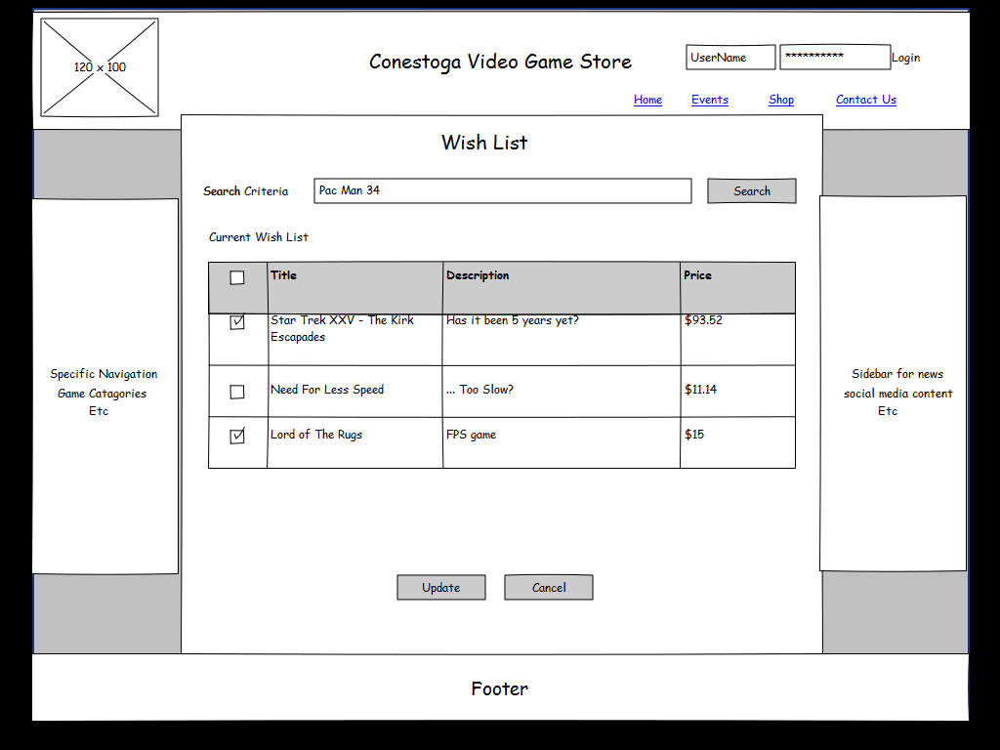 120 x 100
Conestoga Video Game Store
UserName
**********
Login
Home Events Shop Contact Us
Wish List
Search Criteria
Pac Man 34
Search
Current Wish List
Title Description Price
Star Trek XXV - The Kirk Has it been 5 years yet? $93.52
Escapades
Need For Less Speed ... Too Slow? $11.14
Lord of The Rugs FPS game $15
Specific Navigation
Game Catagories
Etc
Sidebar for news
social media content
Etc
Update Cancel
Footer